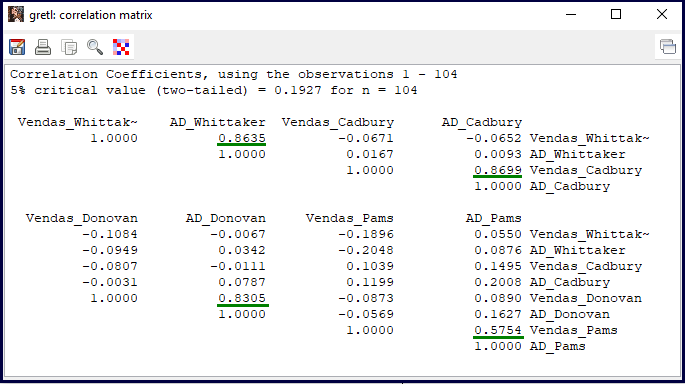 gretl: correlation matrix
Correlation Coefficients, using the observations 1 - 104
5% critical value (two-tailed) = 0.1927 for n = 104
Vendas_Whittak~ AD_Whittaker Vendas_Cadbury AD_Cadbury
1.0000 0.8635 -0.0671 -0.0652 Vendas_Whittak~
1.0000 0.0167 0.0093 AD_Whittaker
1.0000 0.8699 Vendas_Cadbury
1.0000 AD_Cadbury
Vendas_Donovan AD_Donovan Vendas_Pams AD_Pams
-0.1084 -0.0067 -0.1896 0.0550 Vendas_Whittak~
-0.0949 0.0342 -0.2048 0.0876 AD_Whittaker
-0.0807 -0.0111 0.1039 0.1495 Vendas_Cadbury
-0.0031 0.0787 0.1199 0.2008 AD_Cadbury
1.0000 0.8305 -0.0873 0.0890 Vendas_Donovan
1.0000 -0.0569 0.1627 AD_Donovan
1.0000 0.5754 Vendas_Pams
1.0000 AD_Pams